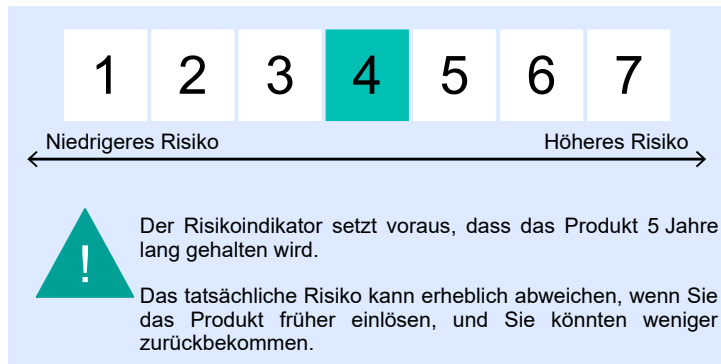 1 2 3 4 5 6 7
Niedrigeres Risiko Höheres Risiko
!
Der Risikoindikator setzt voraus, dass das Produkt 5 Jahre
lang gehalten wird.
Das tatsächliche Risiko kann erheblich abweichen, wenn Sie
das Produkt früher einlösen, und Sie könnten weniger
zurückbekommen.